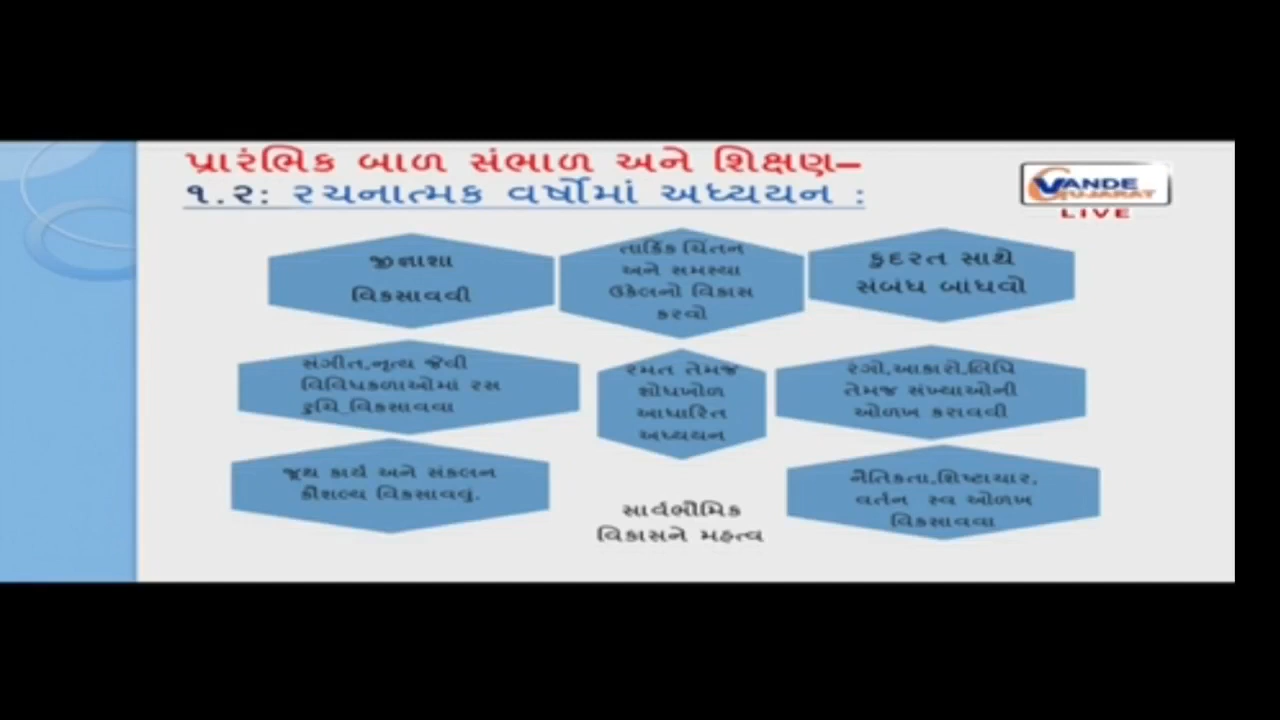 પ્રારંભિક બાળ સંભાળ અને શિક્ષણ–
૧.૨: રચનાત્મક વર્ષોમાં અધ્યયન :
VANDE
GUJARAT
LIVE
જીજ્ઞાશા
વિકસાવવી
તાર્કિક ચિંતન
અને સમસ્યા
ઉકેલનો વિકાસ
કરવો
કુદરત સાથે
સંબંધ બાંધવો
સંગીત,નૃત્ય જેવી
વિવિધકળાઓમાં રસ
રુચિ વિકસાવવા
રમત તેમજ
શોધખોળ
આધારિત
અધ્યયન
રંગો,આકારો,લિપિ
તેમજ સંખ્યાઓની
ઓળખ કરાવવી
જૂથ કાર્ય અને સંકલન
કૌશલ્ય વિકસાવવું.
સાર્વભૌમિક
વિકાસને મહત્વ
નૈતિકતા,શિષ્ટાચાર,
વર્તન સ્વ ઓળખ
વિકસાવવા